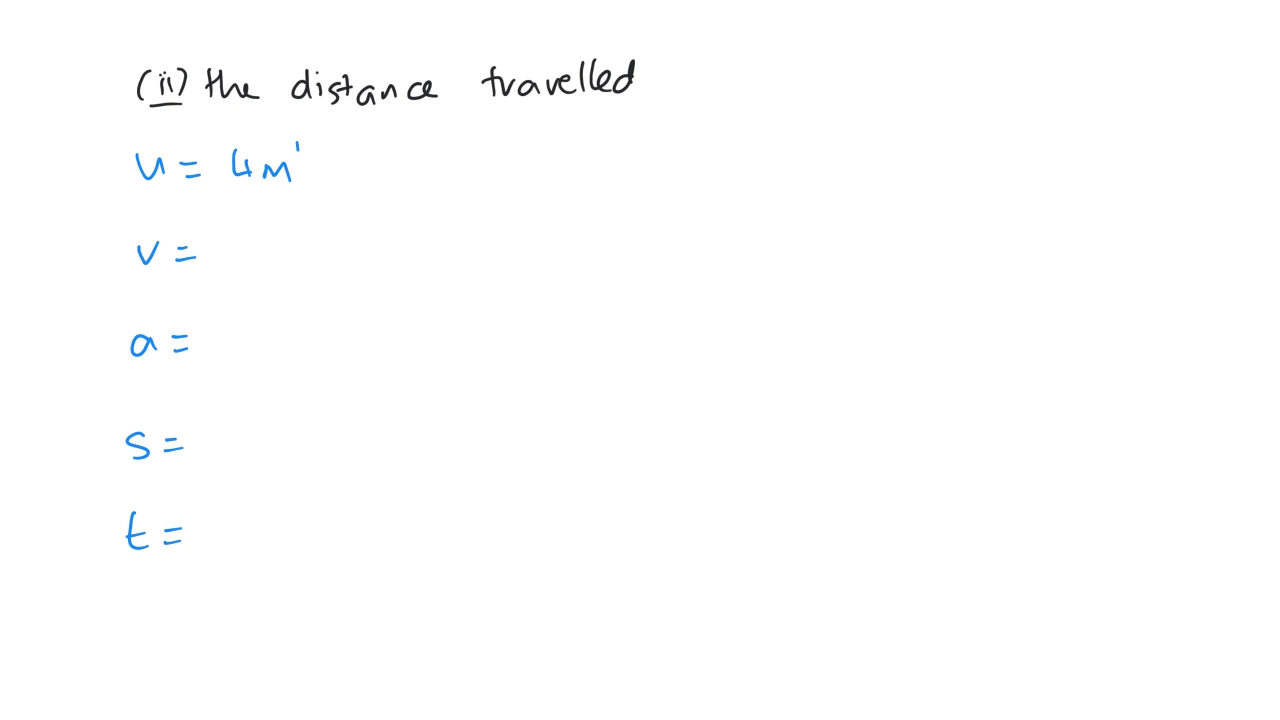 (ii) the distance travelled
u = 4m'
v =
a =
s =
t =